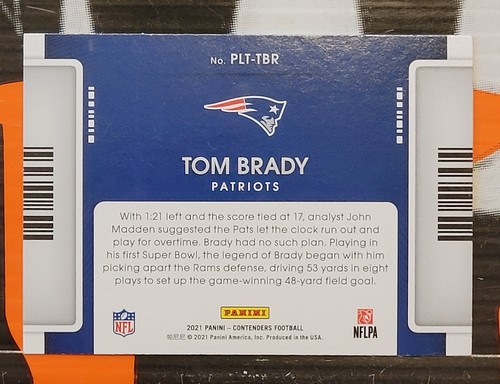 No. PLT-TBR
TOM BRADY
PATRIOTS
With 1:21 left and the score tied at 17, analyst John
Madden suggested the Pats let the clock run out and
play for overtime. Brady had no such plan. Playing in
his first Super Bowl, the legend of Brady began with him
picking apart the Rams defense, driving 53 yards in eight
plays to set up the game-winning 48-yard field goal.
PANINI
NFL
NFLPA
2021 PANINI - CONTENDERS FOOTBALL
帕尼尼 © 2021 Panini America, Inc. Produced in the USA.